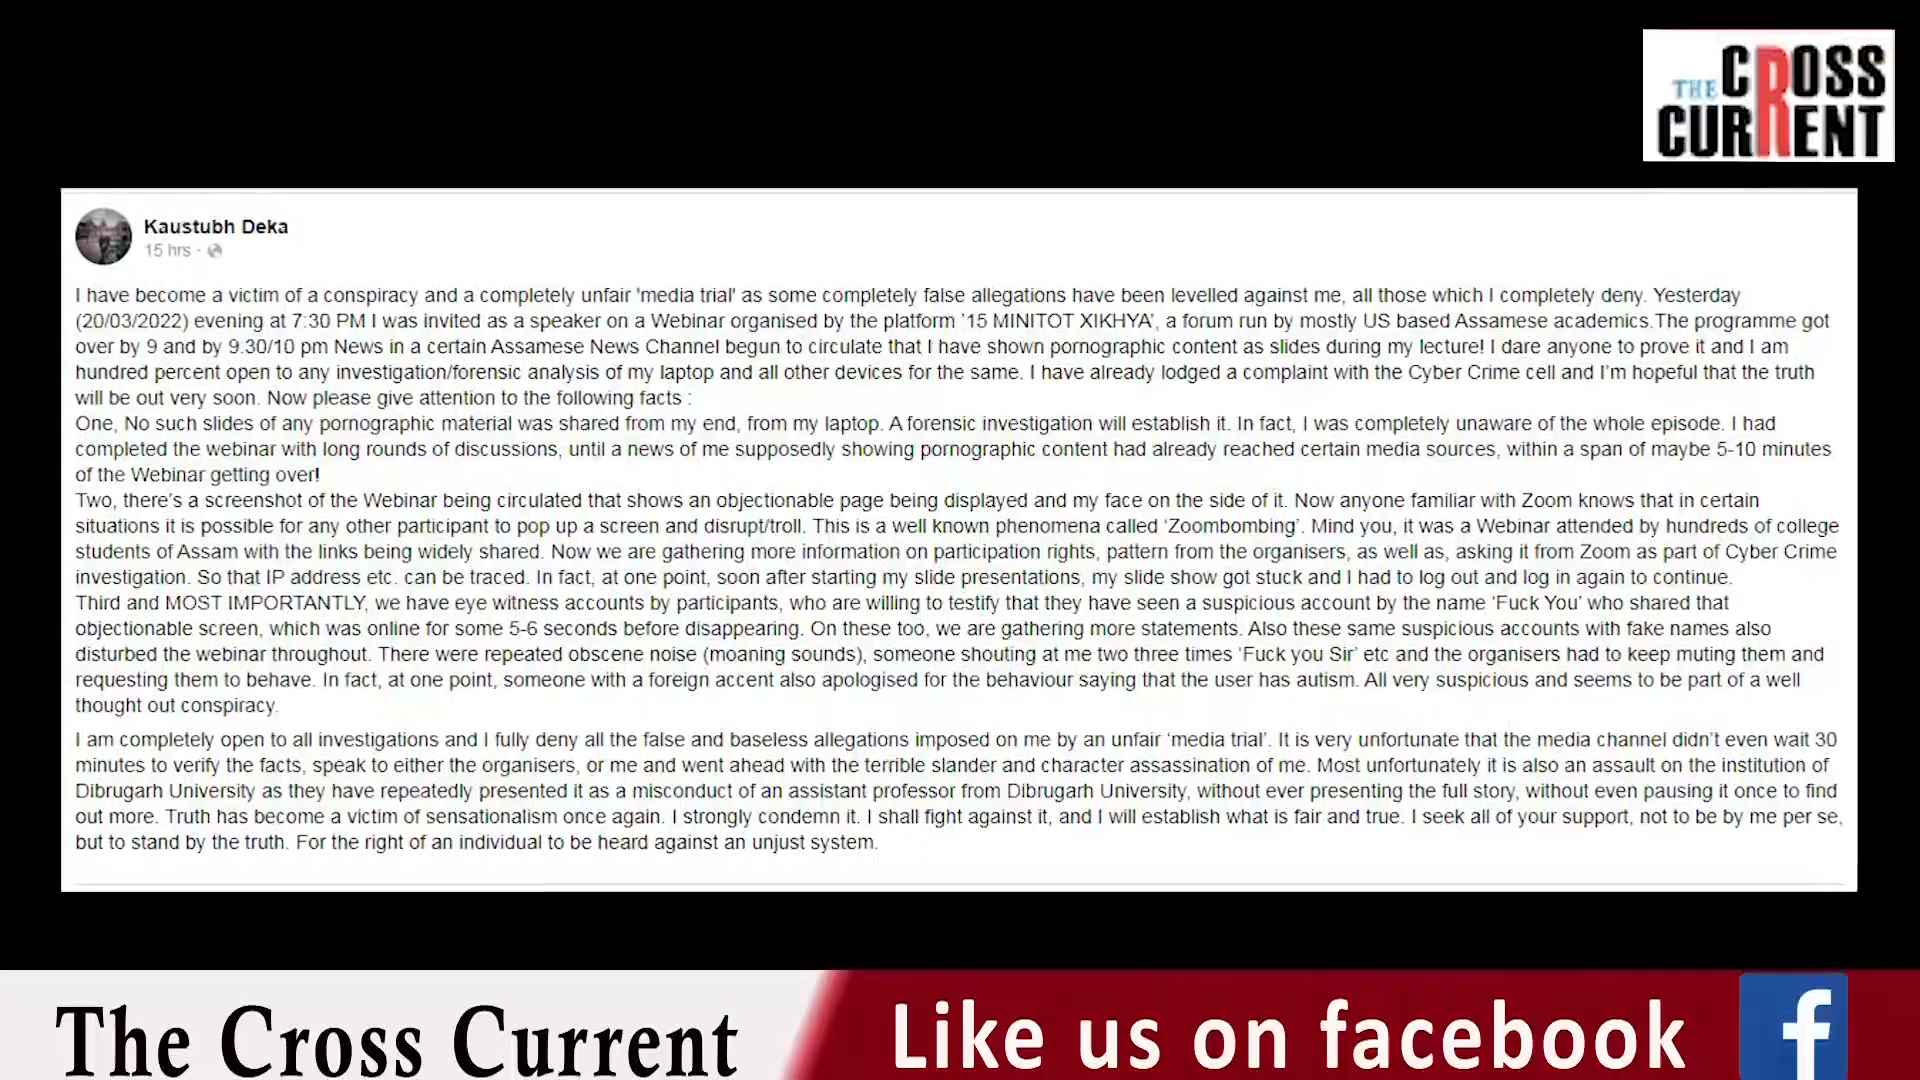 THE CROSS
CURRENT
Kaustubh Deka
15 hrs ·
I have become a victim of a conspiracy and a completely unfair 'media trial' as some completely false allegations have been levelled against me, all those which I completely deny. Yesterday
(20/03/2022) evening at 7:30 PM I was invited as a speaker on a Webinar organised by the platform '15 MINITOT XIKHYA', a forum run by mostly US based Assamese academics.The programme got
over by 9 and by 9.30/10 pm News in a certain Assamese News Channel begun to circulate that I have shown pornographic content as slides during my lecture! I dare anyone to prove it and I am
hundred percent open to any investigation/forensic analysis of my laptop and all other devices for the same. I have already lodged a complaint with the Cyber Crime cell and I'm hopeful that the truth
will be out very soon. Now please give attention to the following facts :
One, No such slides of any pornographic material was shared from my end, from my laptop. A forensic investigation will establish it. In fact, I was completely unaware of the whole episode. I had
completed the webinar with long rounds of discussions, until a news of me supposedly showing pornographic content had already reached certain media sources, within a span of maybe 5-10 minutes
of the Webinar getting over!
Two, there's a screenshot of the Webinar being circulated that shows an objectionable page being displayed and my face on the side of it. Now anyone familiar with Zoom knows that in certain
situations it is possible for any other participant to pop up a screen and disrupt/troll. This is a well known phenomena called 'Zoombombing'. Mind you, it was a Webinar attended by hundreds of college
students of Assam with the links being widely shared. Now we are gathering more information on participation rights, pattern from the organisers, as well as, asking it from Zoom as part of Cyber Crime
investigation. So that IP address etc. can be traced. In fact, at one point, soon after starting my slide presentations, my slide show got stuck and I had to log out and log in again to continue.
Third and MOST IMPORTANTLY, we have eye witness accounts by participants, who are willing to testify that they have seen a suspicious account by the name 'Fuck You' who shared that
objectionable screen, which was online for some 5-6 seconds before disappearing. On these too, we are gathering more statements. Also these same suspicious accounts with fake names also
disturbed the webinar throughout. There were repeated obscene noise (moaning sounds), someone shouting at me two three times 'Fuck you Sir' etc and the organisers had to keep muting them and
requesting them to behave. In fact, at one point, someone with a foreign accent also apologised for the behaviour saying that the user has autism. All very suspicious and seems to be part of a well
thought out conspiracy.
I am completely open to all investigations and I fully deny all the false and baseless allegations imposed on me by an unfair 'media trial'. It is very unfortunate that the media channel didn't even wait 30
minutes to verify the facts, speak to either the organisers, or me and went ahead with the terrible slander and character assassination of me. Most unfortunately it is also an assault on the institution of
Dibrugarh University as they have repeatedly presented it as a misconduct of an assistant professor from Dibrugarh University, without ever presenting the full story, without even pausing it once to find
out more. Truth has become a victim of sensationalism once again. I strongly condemn it. I shall fight against it, and I will establish what is fair and true. I seek all of your support, not to be by me per se,
but to stand by the truth. For the right of an individual to be heard against an unjust system.
The Cross Current
Like us on facebook
f